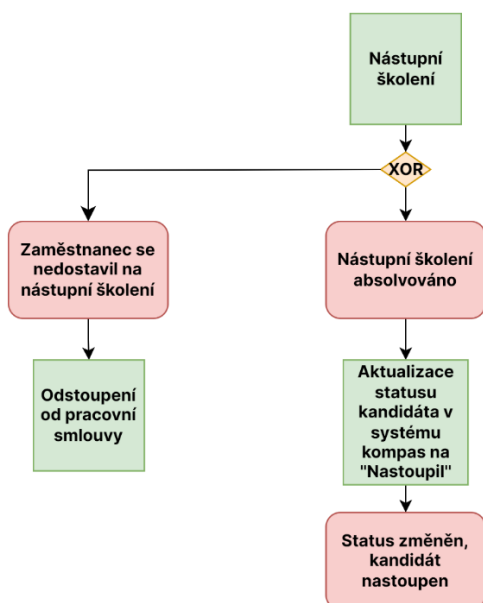 Nástupní
školení
XOR
Zaměstnanec se
nedostavil na
nástupní školení
Nástupní školení
absolvováno
Odstoupení
od pracovní
smlouvy
Aktualizace
statusu
kandidáta v
systému
kompas na
"Nastoupil"
Status změněn,
kandidát
nastoupen